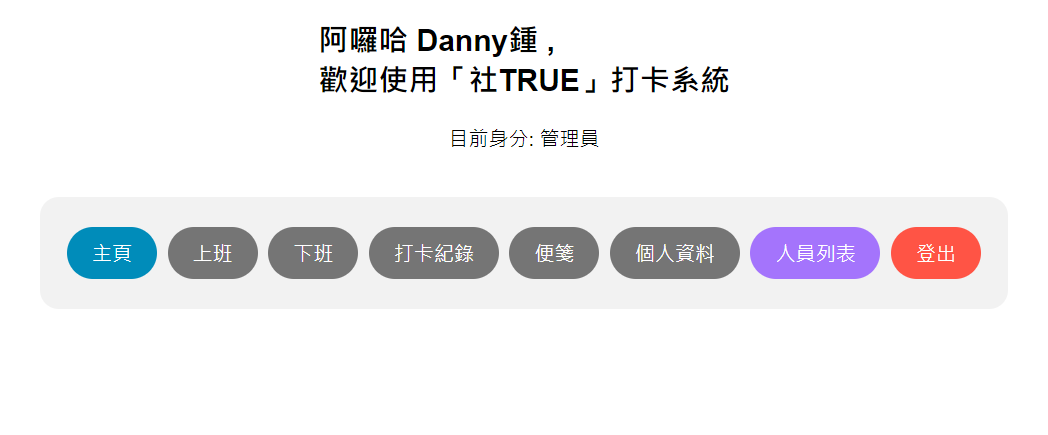 阿囉哈 Danny鍾 ,
歡迎使用「社TRUE」打卡系統
目前身分: 管理員
主頁 上班 下班 打卡紀錄 便箋 個人資料 人員列表 登出